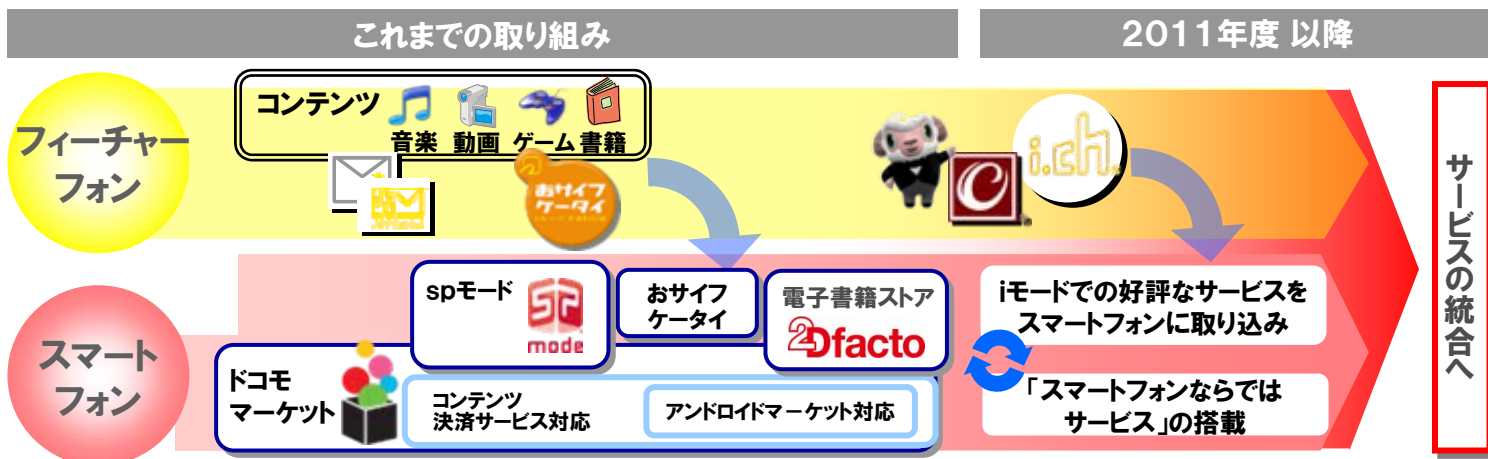 これまでの取り組み
2011年度 以降
フィーチャー
フォン
コンテンツ
音楽 動画 ゲーム 書籍
おサイフ
ケータイ
C
i.ch.
spモード
SP
mode
おサイフ
ケータイ
電子書籍ストア
2Dfacto
スマート
フォン
ドコモ
マーケット
コンテンツ
決済サービス対応
アンドロイドマーケット対応
iモードでの好評なサービスを
スマートフォンに取り込み
「スマートフォンならでは
サービス」の搭載
サービスの統合へ